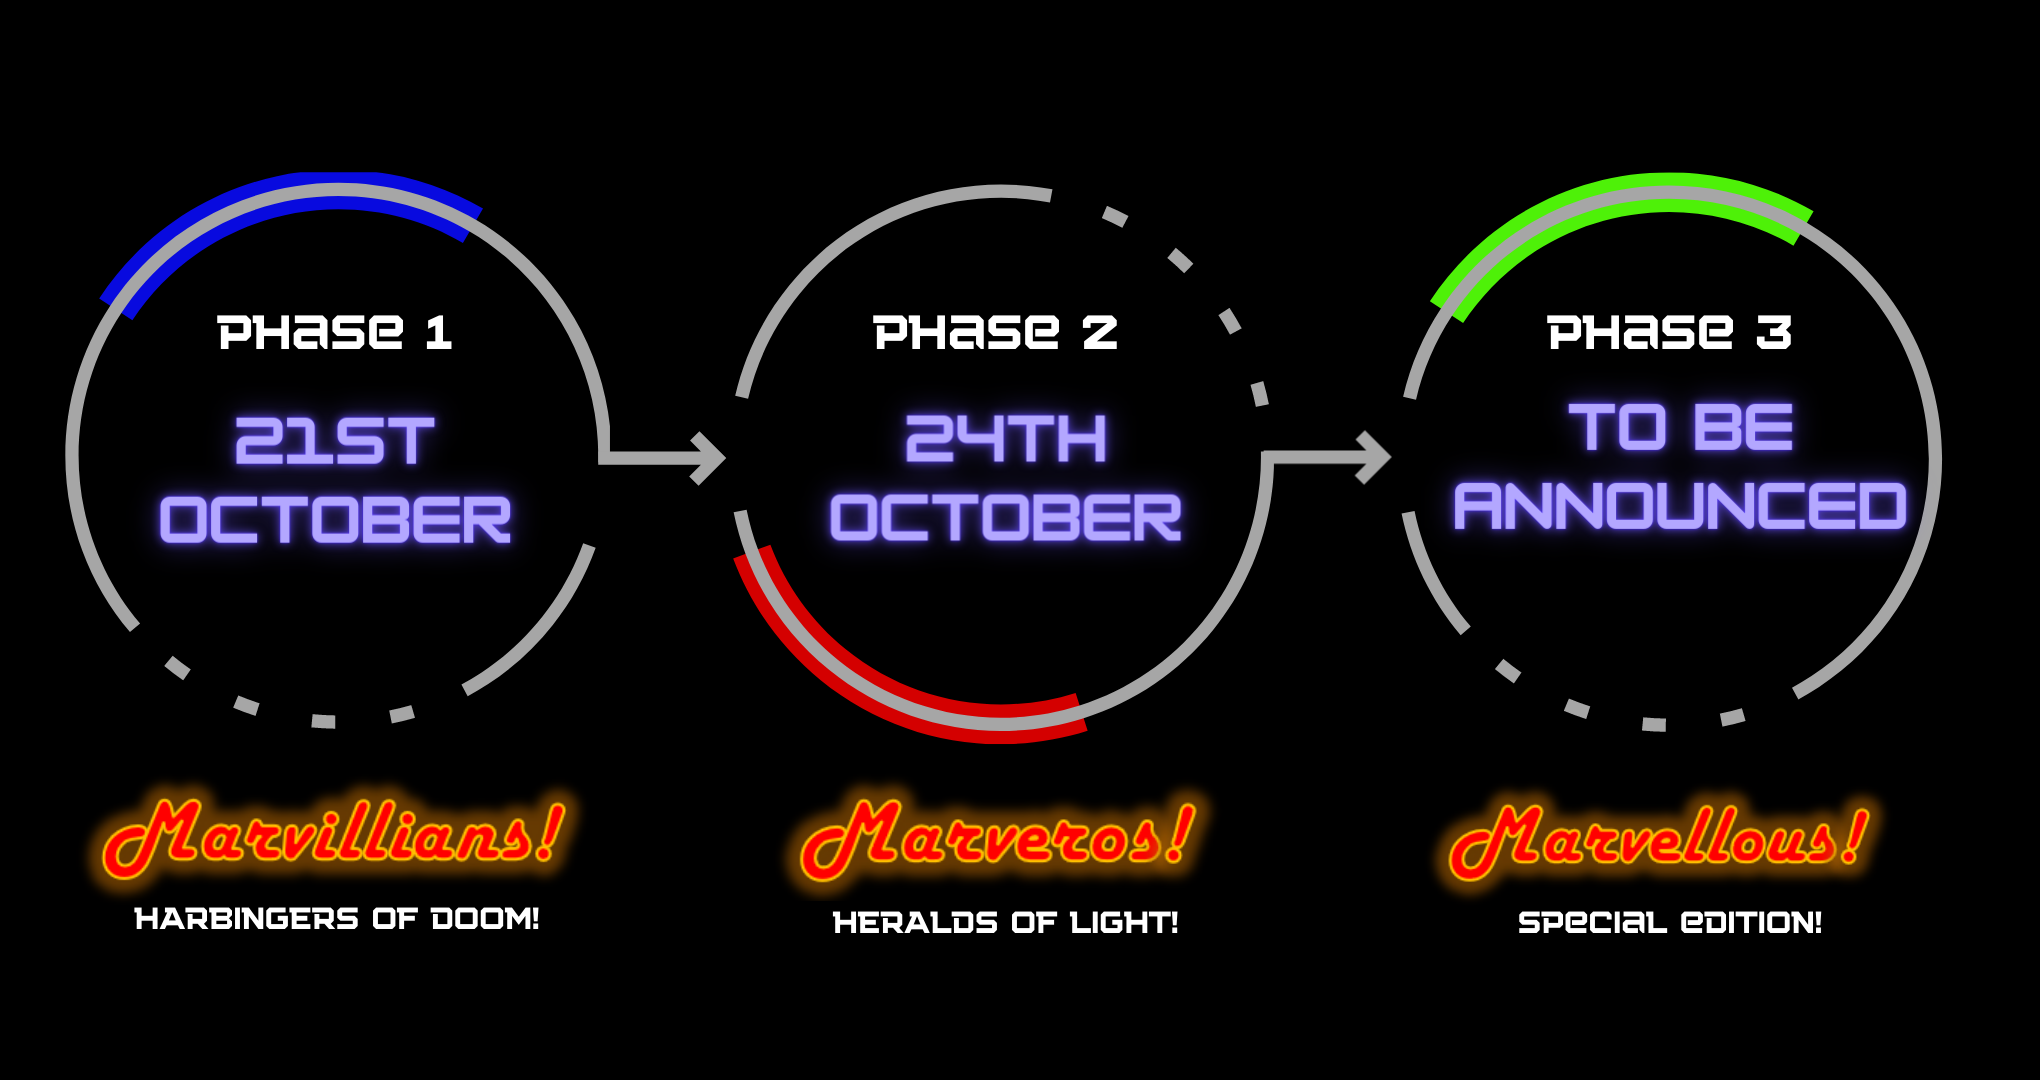 PHASE 1
21ST
OCTOBER
Marvillians!
HARBINGERS OF DOOM!
PHASE 2
24TH
OCTOBER
Marveros!
HERALDS OF LIGHT!
PHASE 3
TO BE
ANNOUNCED
Marvellous!
SPECIAL EDITION!